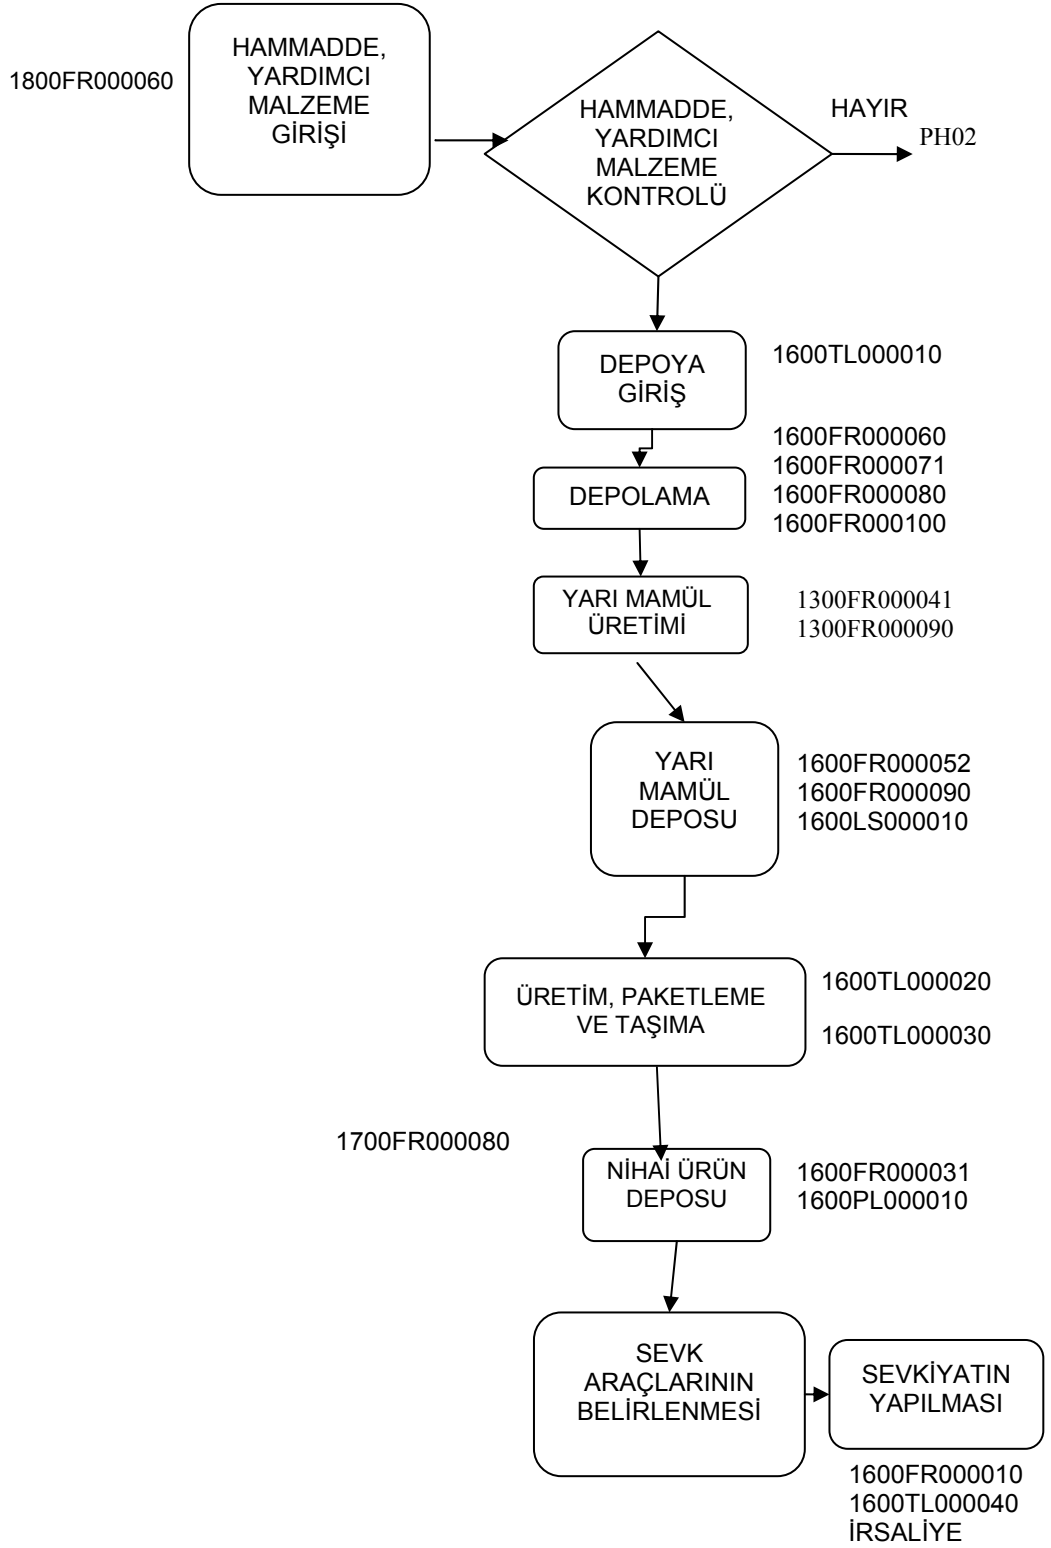 1800FR000060
HAMMADDE,
YARDIMCI
MALZEME
GİRİŞİ
HAMMADDE,
YARDIMCI
MALZEME
KONTROLÜ
HAYIR
PH02
DEPOYA
GİRİŞ
1600TL000010
DEPOLAMA
1600FR000060
1600FR000071
1600FR000080
1600FR000100
YARI MAMÜL
ÜRETİMİ
1300FR000041
1300FR000090
YARI
MAMÜL
DEPOSU
1600FR000052
1600FR000090
1600LS000010
ÜRETİM, PAKETLEME
VE TAŞIMA
1600TL000020
1600TL000030
1700FR000080
NİHAİ ÜRÜN
DEPOSU
1600FR000031
1600PL000010
SEVK
ARAÇLARININ
BELİRLENMESİ
SEVKİYATIN
YAPILMASI
1600FR000010
1600TL000040
İRSALİYE